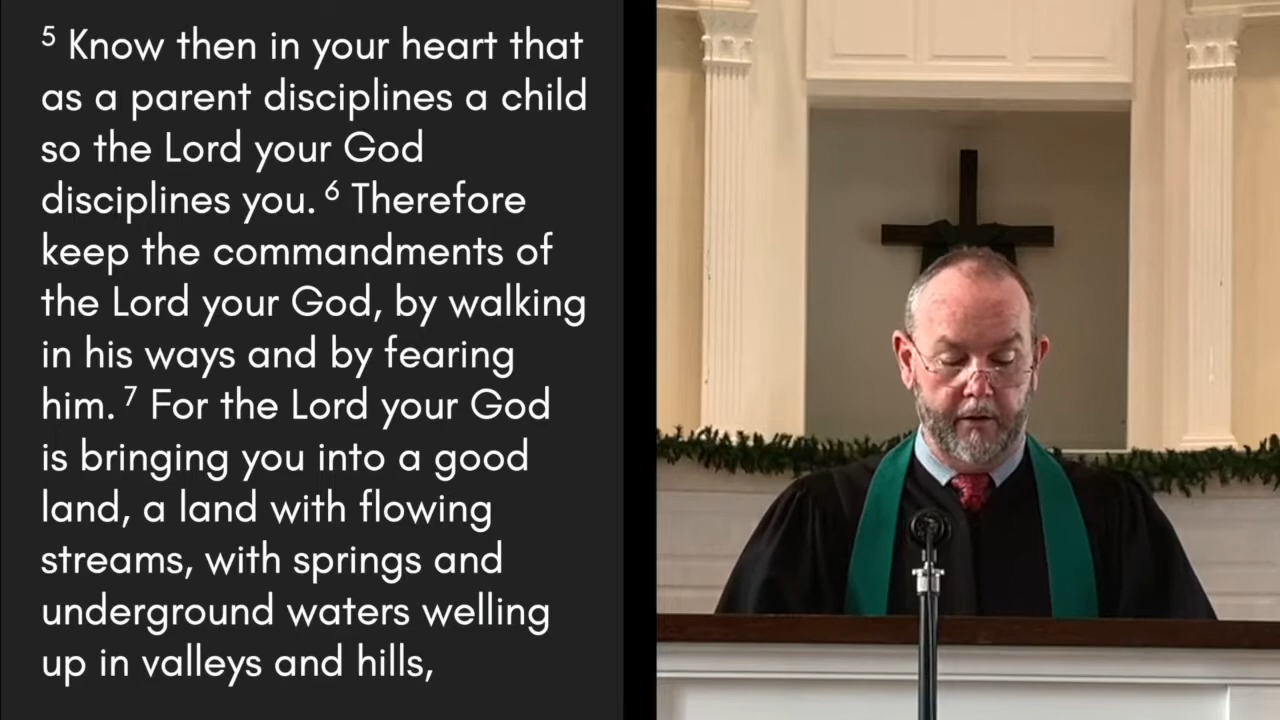 ⁵ Know then in your heart that
as a parent disciplines a child
so the Lord your God
disciplines you. ⁶ Therefore
keep the commandments of
the Lord your God, by walking
in his ways and by fearing
him. ⁷ For the Lord your God
is bringing you into a good
land, a land with flowing
streams, with springs and
underground waters welling
up in valleys and hills,